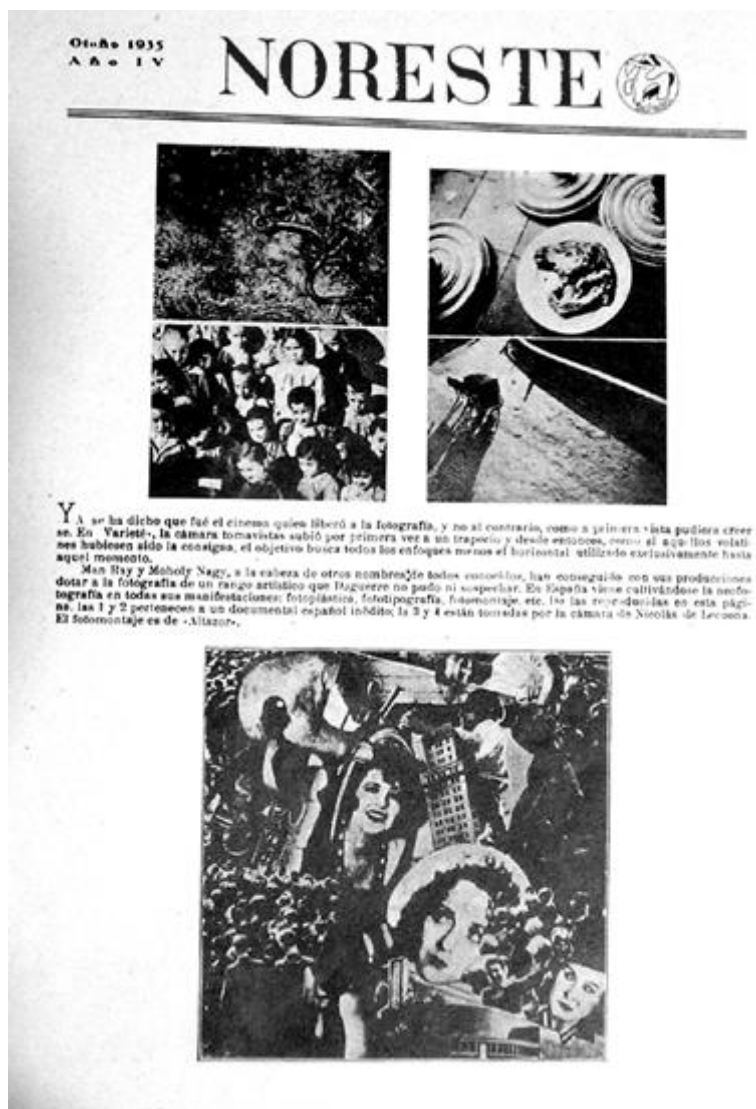 Otoño 1935
Año IV
NORESTE
YA se ha dicho que fué el cinema quien liberó a la fotografía, y no al contrario, como a primera vista pudiera creer
se. En «Varieté», la cámara tomavistas subió por primera vez a un trapecio y desde entonces, como si aquellos volati-
nes hubiesen sido la consigna, el objetivo busca todos los enfoques menos el horizontal utilizado exclusivamente hasta
aquel momento.
Man Ray y Moholy Nagy, a la cabeza de otros nombres de todos conocidos, han conseguido con sus producciones
dotar a la fotografía de un rango artístico que Daguerre no pudo ni sospechar. En España viene cultivándose la neofo-
tografía en todas sus manifestaciones: fotoplástico, fototipografía, fotomontaje, etc. De las reproducidas en esta pági-
na, las 1 y 2 pertenecen a un documental español inédito; la 3 y 4 están tomadas por la cámara de Nicolás de Lecuona.
El fotomontaje es de «Altazor».